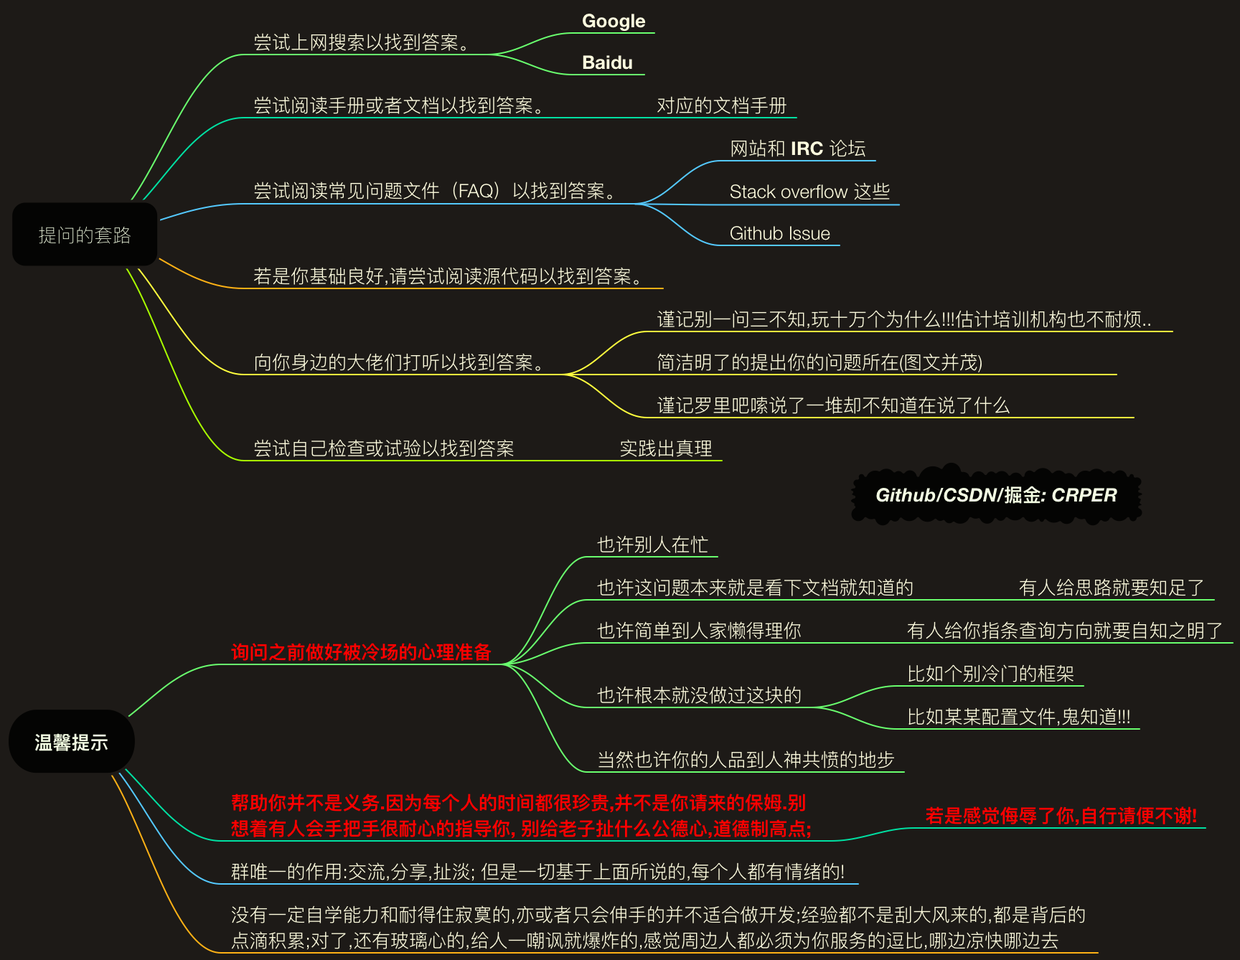 提问的套路
尝试上网搜索以找到答案。
Google
Baidu
尝试阅读手册或者文档以找到答案。
对应的文档手册
尝试阅读常见问题文件（FAQ）以找到答案。
网站和 IRC 论坛
Stack overflow 这些
Github Issue
若是你基础良好,请尝试阅读源代码以找到答案。
向你身边的大佬们打听以找到答案。
谨记别一问三不知,玩十万个为什么!!!估计培训机构也不耐烦..
简洁明了的提出你的问题所在(图文并茂)
谨记罗里吧嗦说了一堆却不知道在说了什么
尝试自己检查或试验以找到答案
实践出真理
Github/CSDN/掘金: CRPER
温馨提示
询问之前做好被冷场的心理准备
也许别人在忙
也许这问题本来就是看下文档就知道的
有人给思路就要知足了
也许简单到人家懒得理你
有人给你指条查询方向就要自知之明了
也许根本就没做过这块的
比如个别冷门的框架
比如某某配置文件,鬼知道!!!
当然也许你的人品到人神共愤的地步
帮助你并不是义务.因为每个人的时间都很珍贵,并不是你请来的保姆.别
想着有人会手把手很耐心的指导你, 别给老子扯什么公德心,道德制高点;
若是感觉侮辱了你,自行请便不谢!
群唯一的作用:交流,分享,扯淡; 但是一切基于上面所说的,每个人都有情绪的!
没有一定自学能力和耐得住寂寞的,亦或者只会伸手的并不适合做开发;经验都不是刮大风来的,都是背后的
点滴积累;对了,还有玻璃心的,给人一嘲讽就爆炸的,感觉周边人都必须为你服务的逗比,哪边凉快哪边去